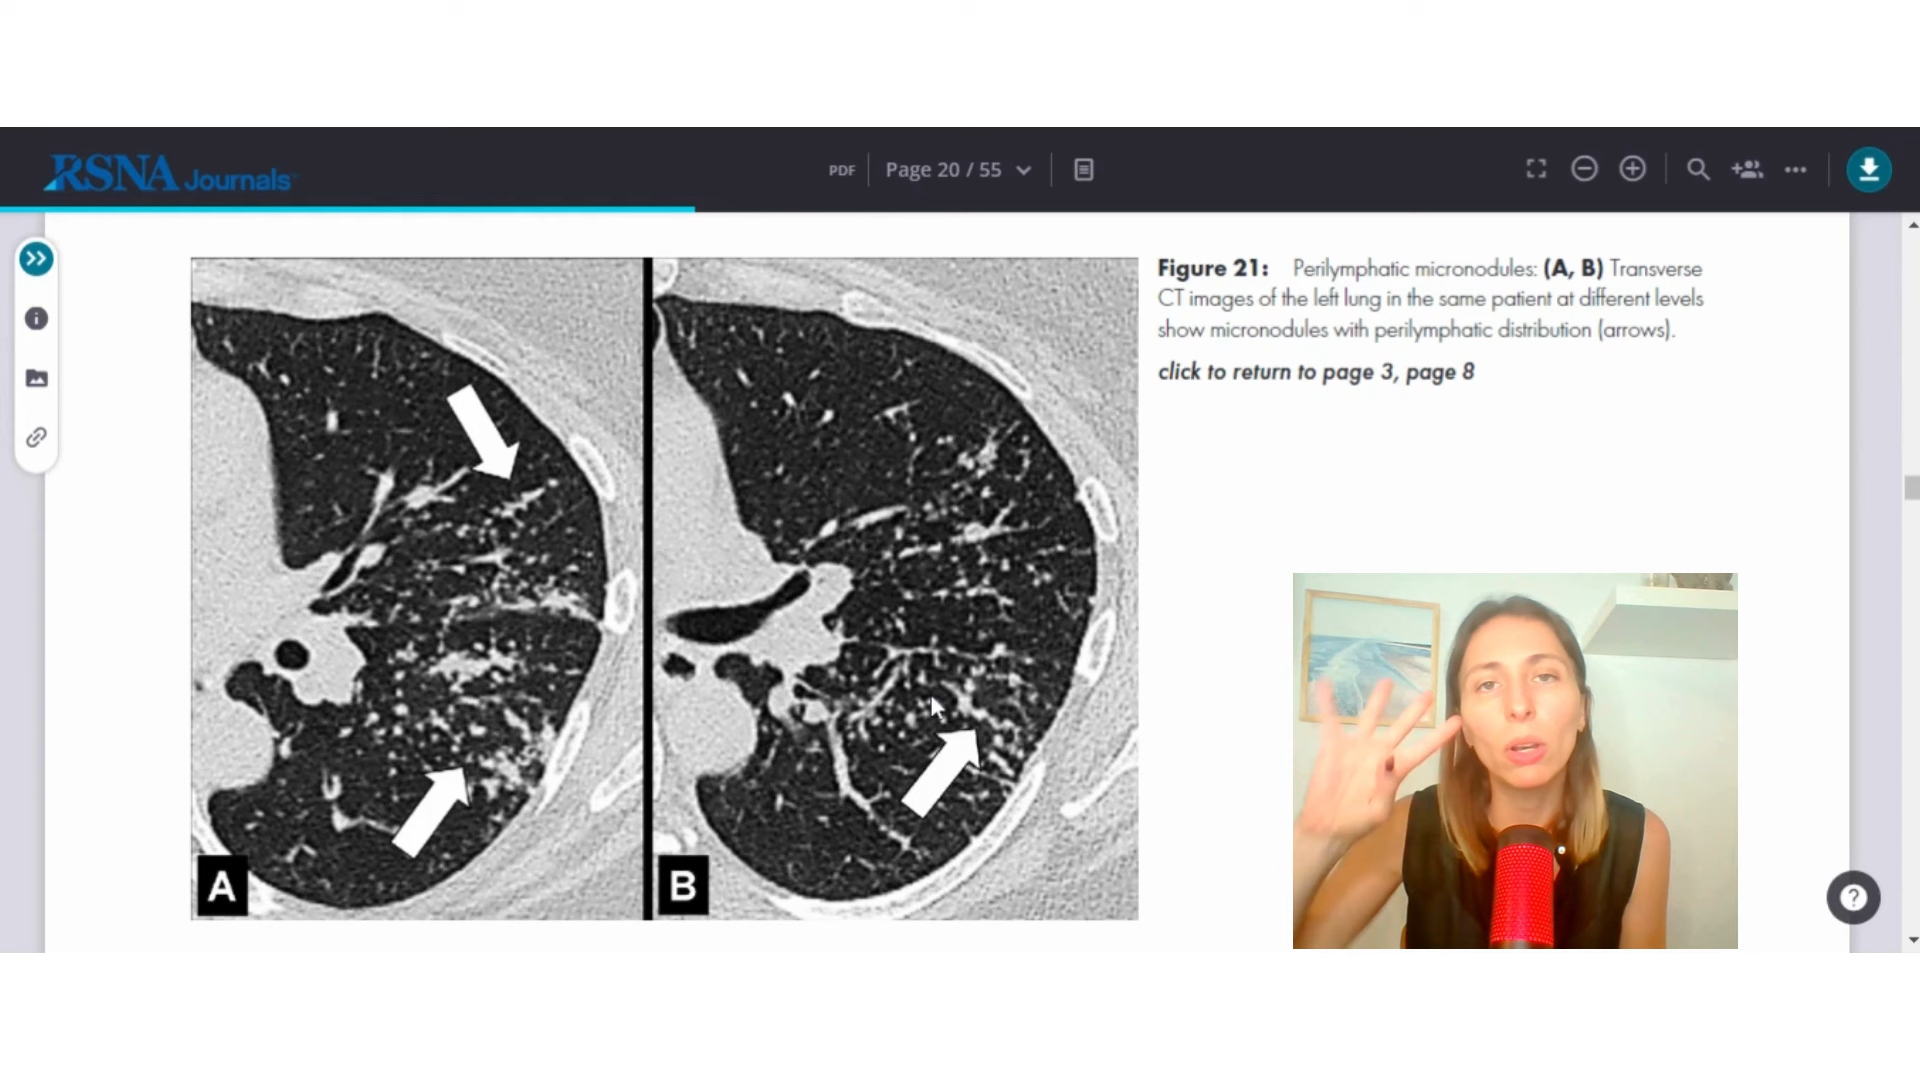 RSNA Journals
PDF
Page 20 / 55
Figure 21: Perilymphatic micronodules: (A, B) Transverse
CT images of the left lung in the same patient at different levels
show micronodules with perilymphatic distribution (arrows).
click to return to page 3, page 8
A
B